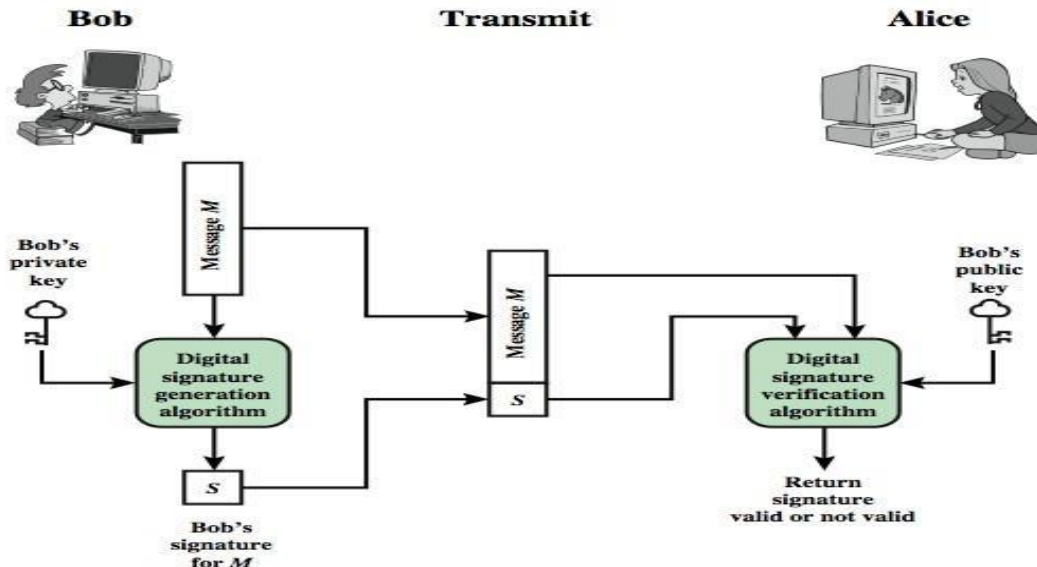 Bob
Transmit
Alice
Message M
Bob's
private
key
Digital
signature
generation
algorithm
S
Bob's
signature
for M
Message M
S
Bob's
public
key
Digital
signature
verification
algorithm
Return
signature
valid or not valid